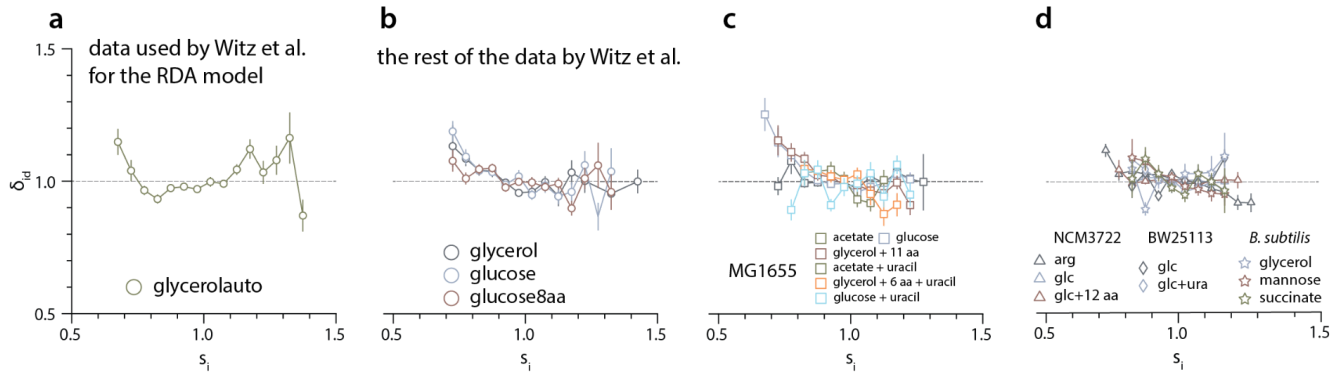 a
data used by Witz et al.
for the RDA model
1.5
1.0
0.5
δid
glycerolauto
0.5
1.0
1.5
si
b
the rest of the data by Witz et al.
glycerol
glucose
glucose8aa
0.5
1.0
1.5
si
c
MG1655
acetate glucose
glycerol + 11 aa
acetate + uracil
glycerol + 6 aa + uracil
glucose + uracil
0.5
1.0
1.5
si
d
NCM3722 BW25113 B. subtilis
arg glc glycerol
glc glc+ura mannose
glc+12 aa succinate
0.5
1.0
1.5
si